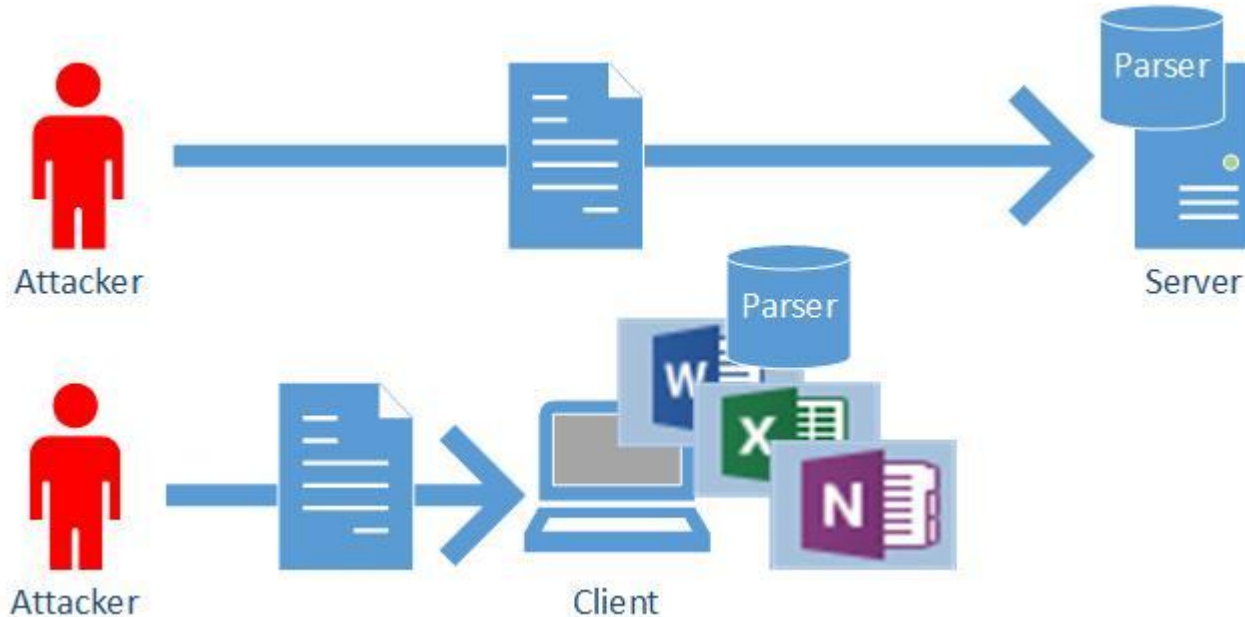 Parser
Attacker
Server
Parser
W
X
N
Attacker
Client